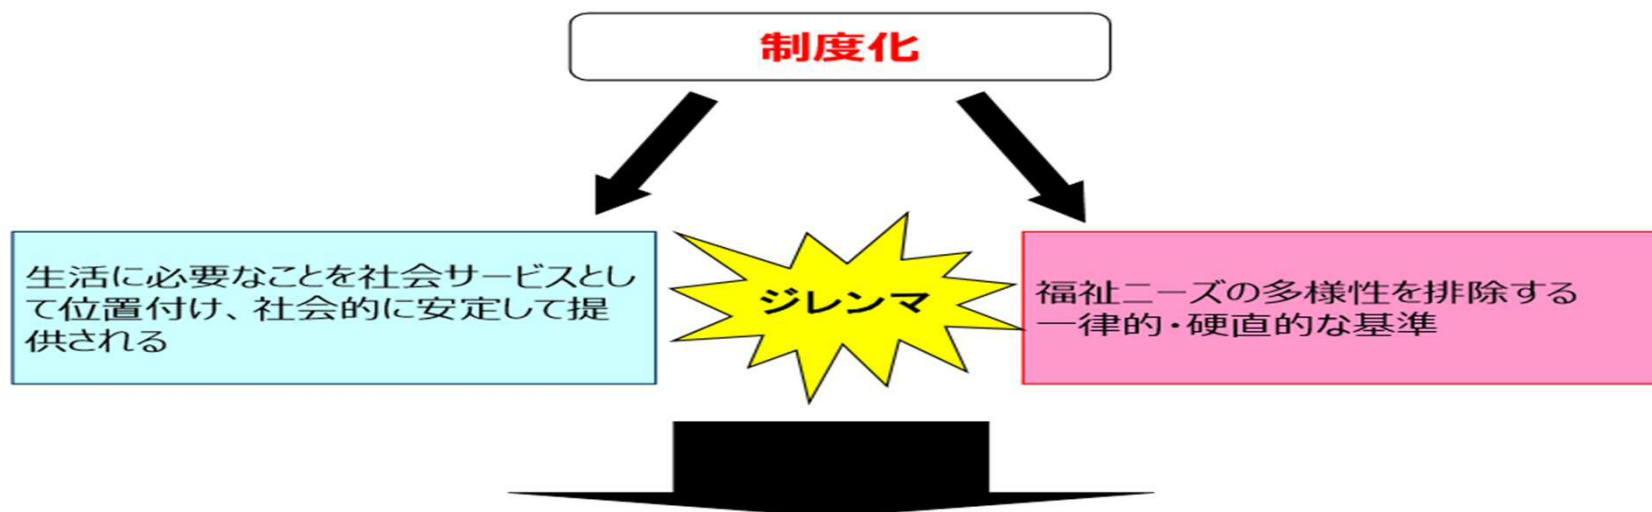 制度化
生活に必要なことを社会サービスとし
て位置付け、社会的に安定して提
供される
ジレンマ
福祉ニーズの多様性を排除する
一律的・硬直的な基準